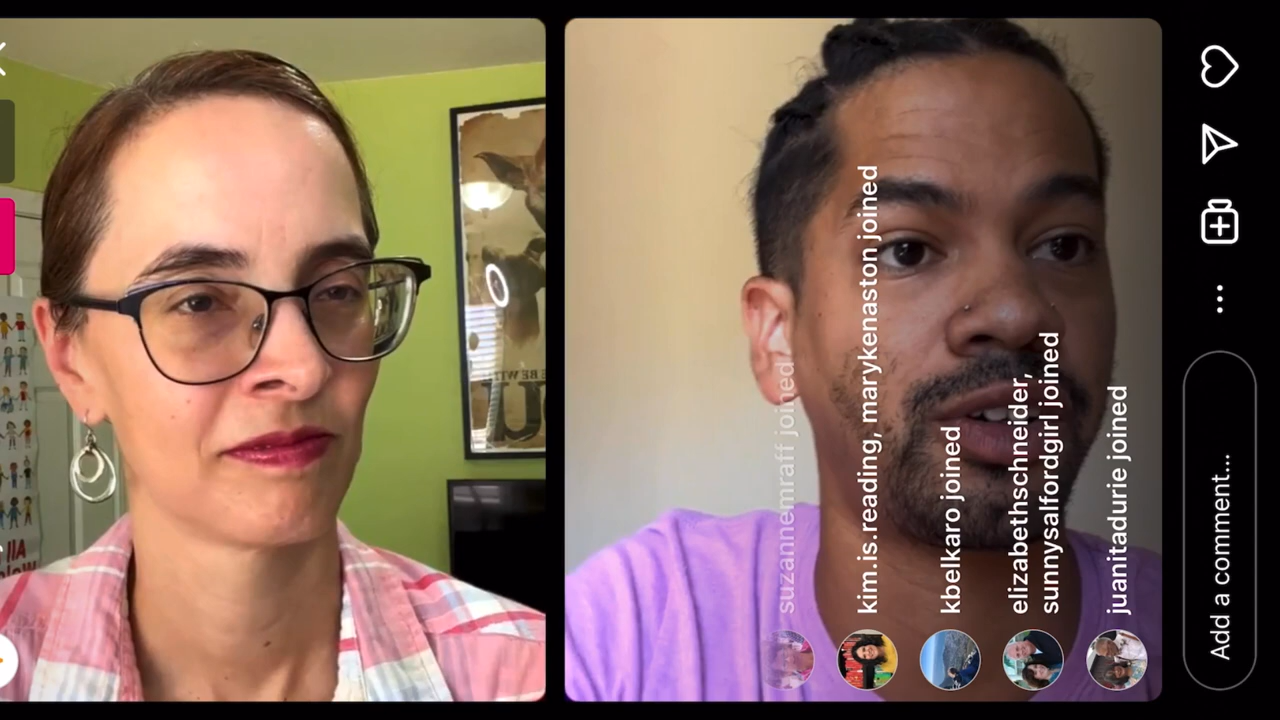 suzannemraff joined
kim.is.reading, marykenaston joined
kbelkaro joined
elizabethschneider,
sunnysalfordgirl joined
juanitadurie joined
Add a comment...